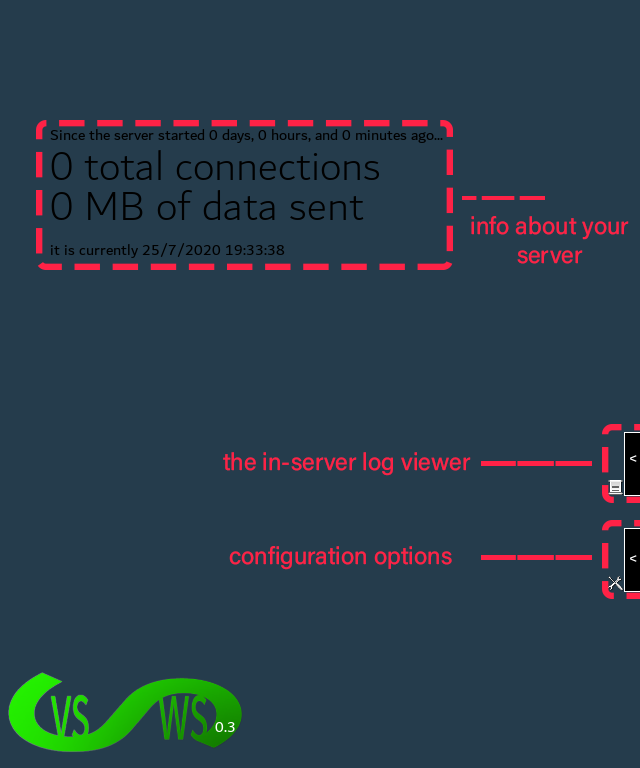 Since the server started 0 days, 0 hours, and 0 minutes ago...
0 total connections
0 MB of data sent
it is currently 25/7/2020 19:33:38
info about your
server
the in-server log viewer
<
configuration options
<
VS WS 0.3